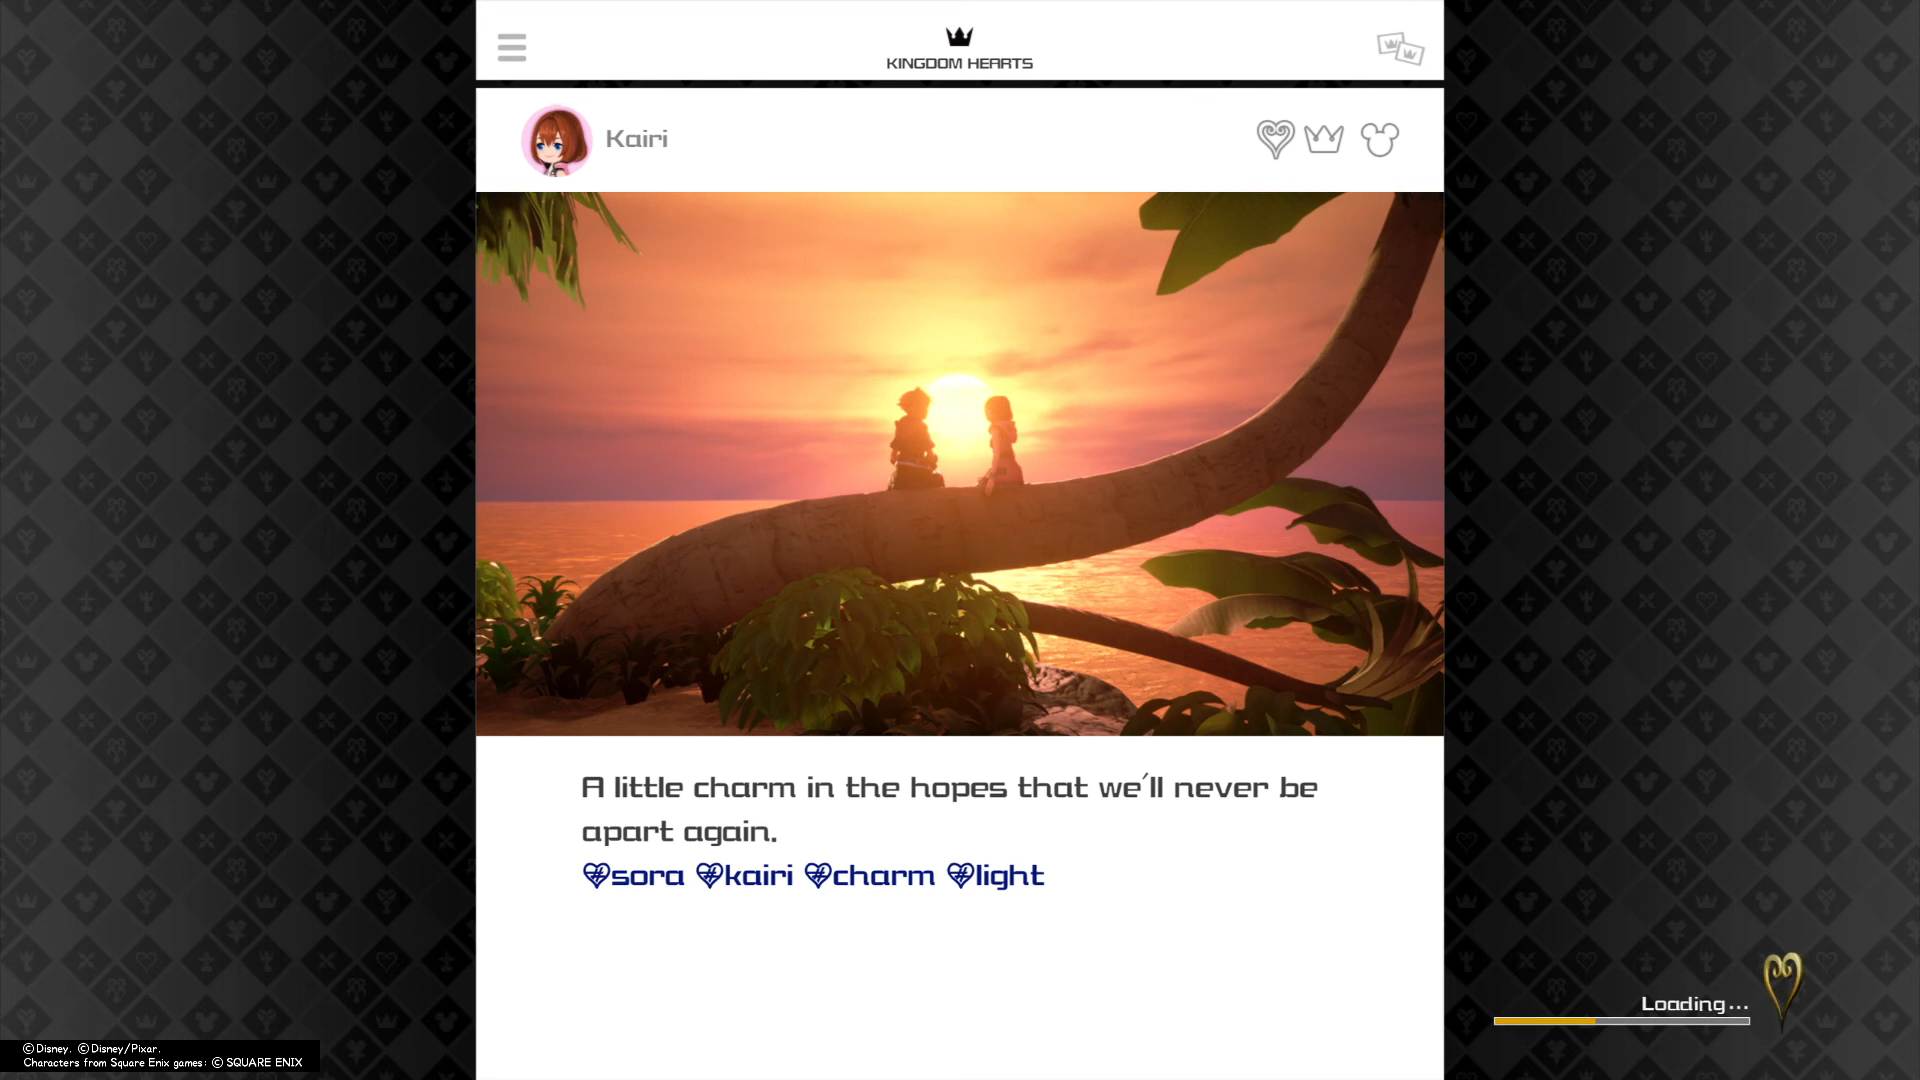 KINGDOM HEARTS
Kairi
A little charm in the hopes that we'll never be
apart again.
#sora #kairi #charm #light
Loading...
©Disney. ©Disney/Pixar.
Characters from Square Enix games: © SQUARE ENIX